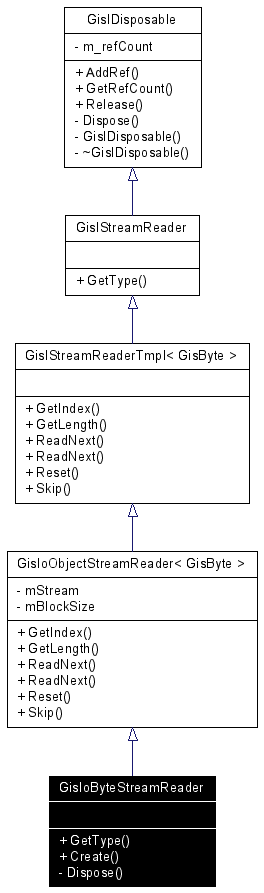 GisIDisposable
- m_refCount
+ AddRef()
+ GetRefCount()
+ Release()
- Dispose()
- GisIDisposable()
- ~GisIDisposable()
GisIStreamReader
+ GetType()
GisIStreamReaderTmpl< GisByte >
+ GetIndex()
+ GetLength()
+ ReadNext()
+ ReadNext()
+ Reset()
+ Skip()
GisIoObjectStreamReader< GisByte >
- mStream
- mBlockSize
+ GetIndex()
+ GetLength()
+ ReadNext()
+ ReadNext()
+ Reset()
+ Skip()
GisIoByteStreamReader
+ GetType()
+ Create()
- Dispose()